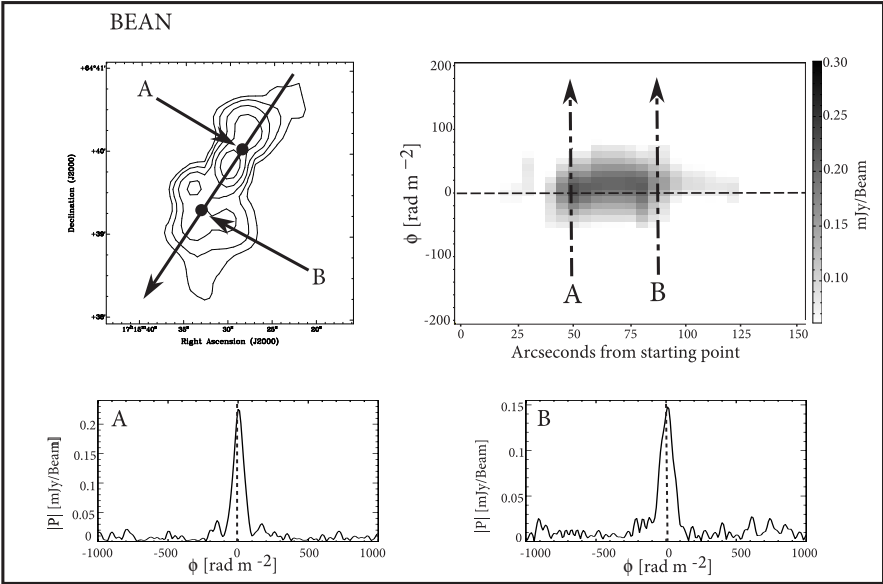 BEAN
+64°41'
+40'
+39'
+38'
Declination (J2000)
17ʰ15ᵐ40ˢ
35ˢ
30ˢ
25ˢ
20ˢ
Right Ascension (J2000)
A
B
200
100
0
-100
-200
ϕ [rad m −2]
A
B
0
25
50
75
100
125
150
Arcseconds from starting point
0.30
0.25
0.20
0.15
0.10
mJy/Beam
A
0.2
0.15
0.1
0.05
0
|P| [mJy/Beam]
-1000
-500
0
500
1000
ϕ [rad m -2]
B
0.15
0.1
0.05
0
|P| [mJy/Beam]
-1000
-500
0
500
1000
ϕ [rad m -2]